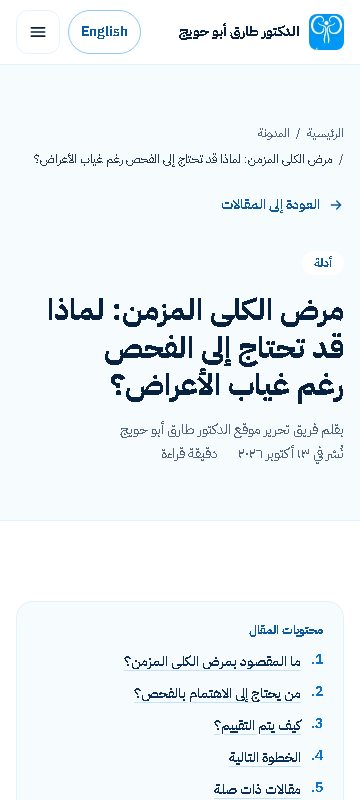 الدكتور طارق أبو حويج
English
الرئيسية / المدونة
/ مرض الكلى المزمن: لماذا قد تحتاج إلى الفحص رغم غياب الأعراض؟
→ العودة إلى المقالات
أدلة
مرض الكلى المزمن: لماذا
قد تحتاج إلى الفحص
رغم غياب الأعراض؟
بقلم فريق تحرير موقع الدكتور طارق أبو حويج
نُشر في ١٣ أكتوبر ٢٠٢٦ دقيقة قراءة
محتويات المقال
1. ما المقصود بمرض الكلى المزمن؟
2. من يحتاج إلى الاهتمام بالفحص؟
3. كيف يتم التقييم؟
4. الخطوة التالية
5. مقالات ذات صلة